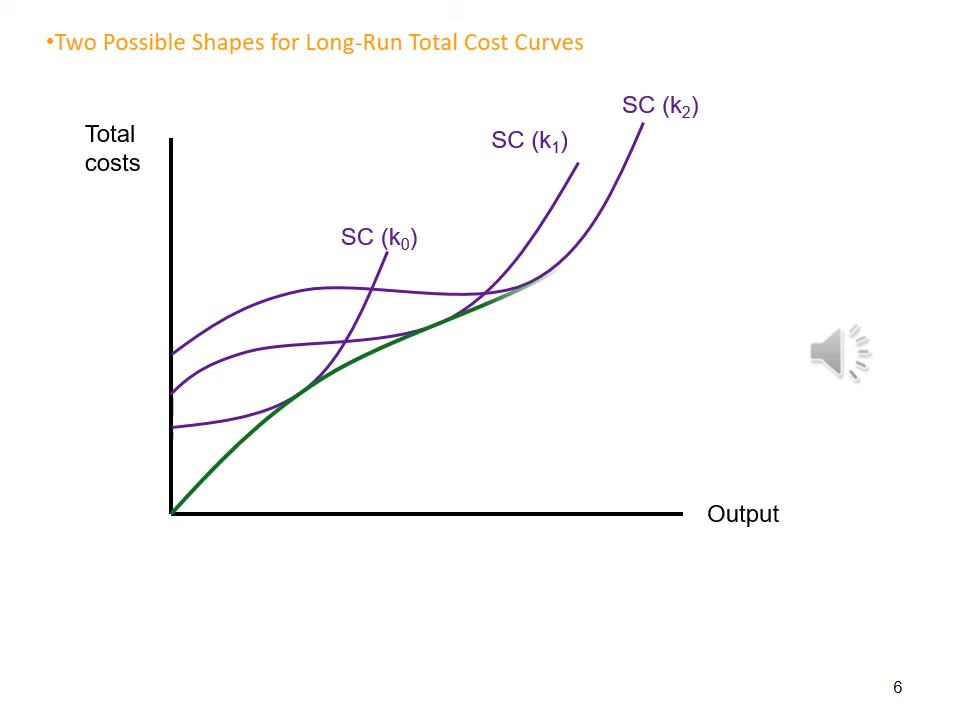 •Two Possible Shapes for Long-Run Total Cost Curves
SC (k2)
Total
costs
SC (k1)
SC (k0)
Output
6